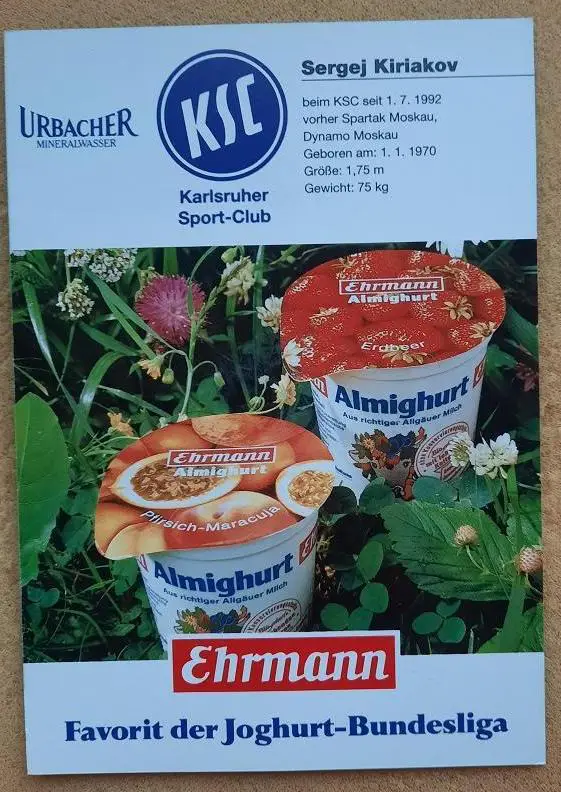 URBACHER
MINERALWASSER
KSC
Karlsruher
Sport-Club
Sergej Kiriakov
beim KSC seit 1. 7. 1992
vorher Spartak Moskau,
Dynamo Moskau
Geboren am: 1. 1. 1970
Größe: 1,75 m
Gewicht: 75 kg
Ehrmann
Almighurt
Erdbeer
Almighurt
Aus richtiger Allgäuer Milch
Ehrmann
Almighurt
Pfirsich-Maracuja
Almighurt
Aus richtiger Allgäuer Milch
Ehrmann
Favorit der Joghurt-Bundesliga